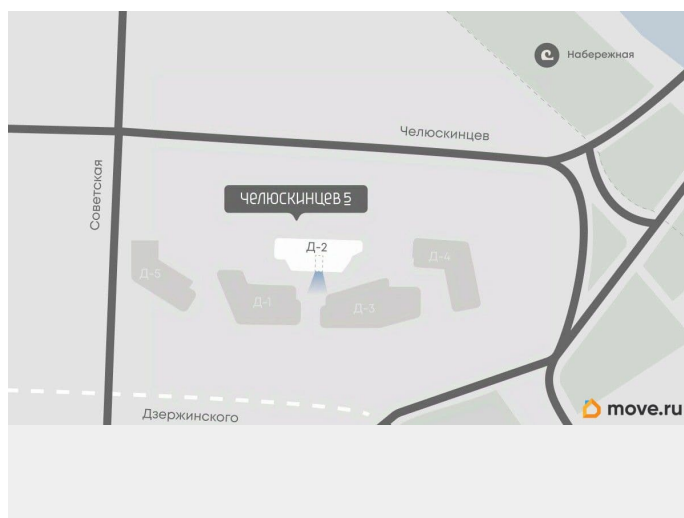 Набережная
Челюскинцев
Советская
челюскинцев 5
Д-2
Д-4
Д-5
Д-1
Д-3
Дзержинского
move.ru